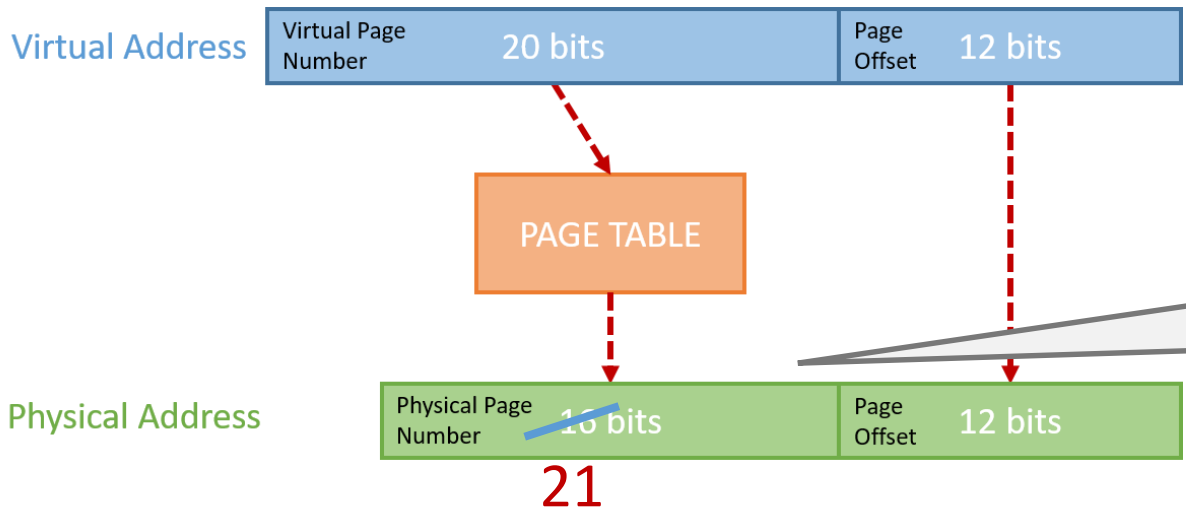 Virtual Address
Virtual Page
Number
20 bits
Page
Offset
12 bits
PAGE TABLE
Physical Address
Physical Page
Number
16 bits
Page
Offset
12 bits
21